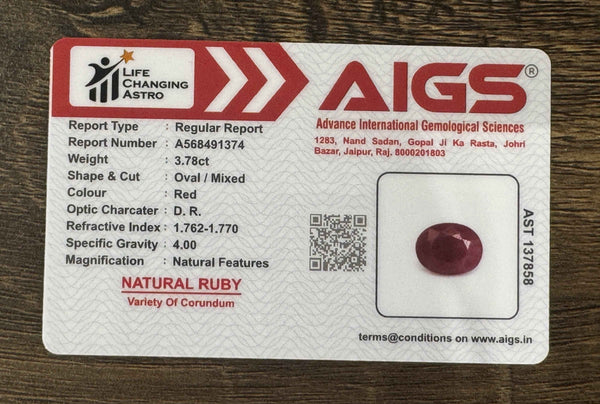 LIFE
CHANGING
ASTRO
AIGS®
Advance International Gemological Sciences
1283, Nand Sadan, Gopal Ji Ka Rasta, Johri
Bazar, Jaipur, Raj. 8000201803
Report Type : Regular Report
Report Number : A568491374
Weight : 3.78ct
Shape & Cut : Oval / Mixed
Colour : Red
Optic Charcater : D. R.
Refractive Index : 1.762-1.770
Specific Gravity : 4.00
Magnification : Natural Features
NATURAL RUBY
Variety Of Corundum
AST 137858
terms@conditions on www.aigs.in